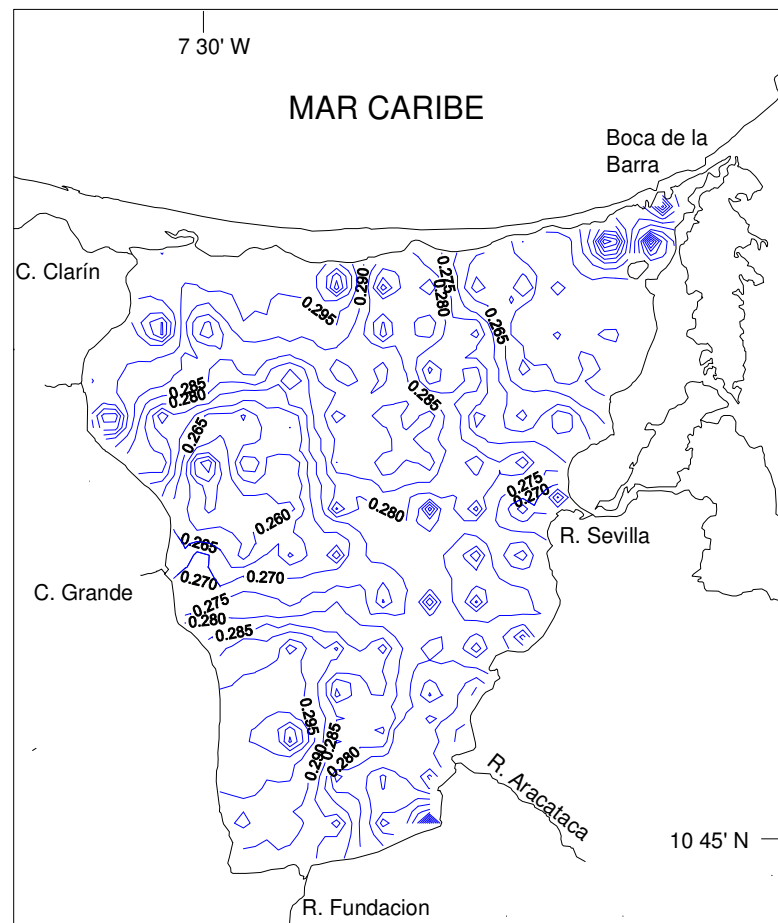 7 30' W
MAR CARIBE
Boca de la
Barra
C. Clarín
0.290
0.275
0.280
0.295
0.265
0.285
0.280
0.285
0.265
0.275
0.270
0.280
0.260
R. Sevilla
0.265
0.270
0.270
C. Grande
0.275
0.280
0.285
0.295
0.285
0.290
0.280
R. Aracataca
10 45' N
R. Fundacion